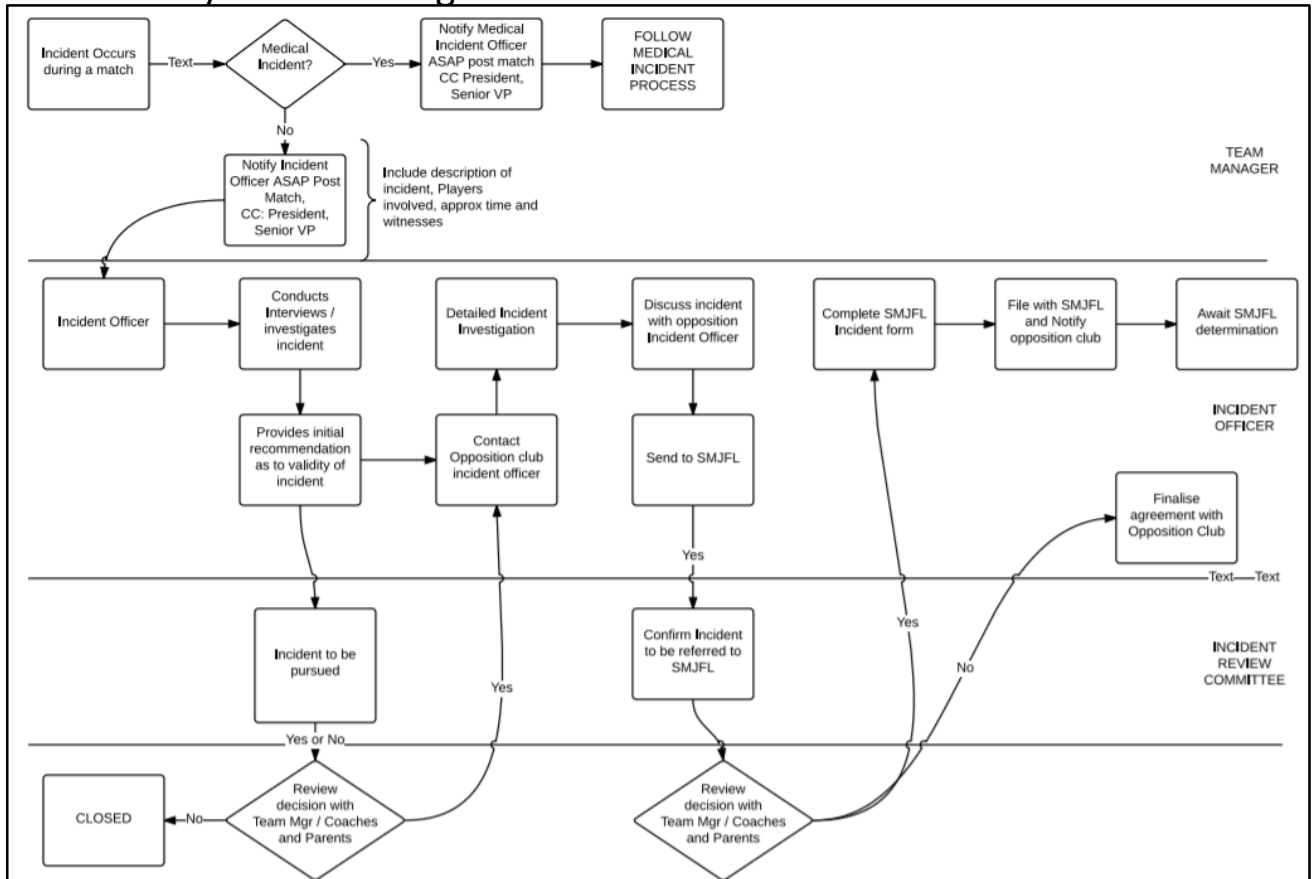 Incident Occurs
during a match
Text
Medical
Incident?
Yes
Notify Medical
Incident Officer
ASAP post match
CC President,
Senior VP
FOLLOW
MEDICAL
INCIDENT
PROCESS
No
Notify Incident
Officer ASAP Post
Match,
CC: President,
Senior VP
Include description of
incident, Players
involved, approx time and
witnesses
TEAM
MANAGER
Incident Officer
Conducts
Interviews /
investigates
incident
Detailed Incident
Investigation
Discuss incident
with opposition
Incident Officer
Complete SMJFL
Incident form
File with SMJFL
and Notify
opposition club
Await SMJFL
determination
Provides initial
recommendation
as to validity of
incident
Contact
Opposition club
incident officer
Send to SMJFL
INCIDENT
OFFICER
Finalise
agreement with
Opposition Club
Yes
Text Text
Incident to be
pursued
Yes
Confirm Incident
to be referred to
SMJFL
Yes
No
INCIDENT
REVIEW
COMMITTEE
Yes or No
CLOSED
No
Review
decision with
Team Mgr / Coaches
and Parents
Review
decision with
Team Mgr / Coaches
and Parents